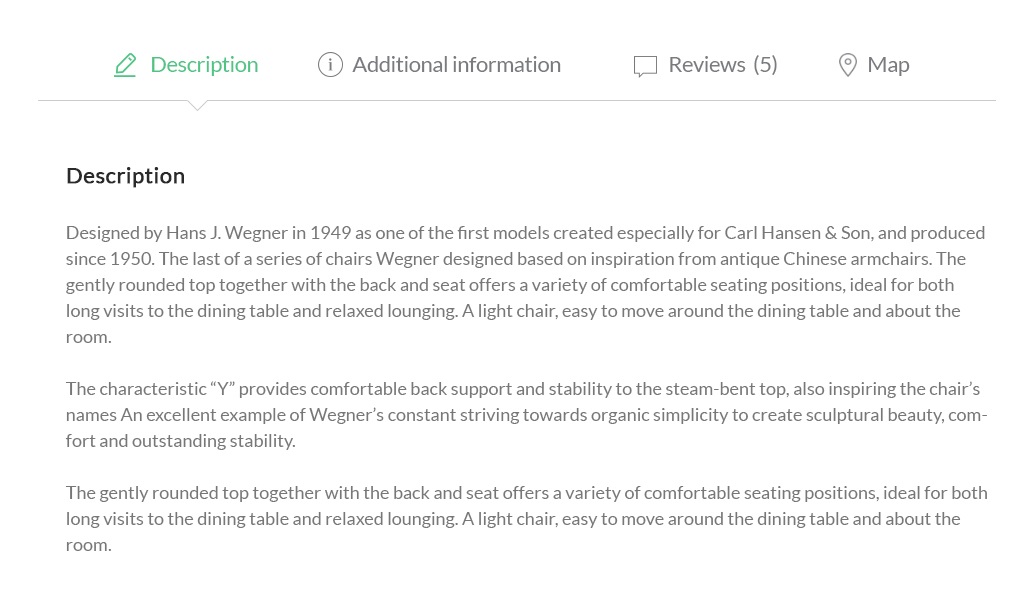 Description Additional information Reviews (5) Map
Description
Designed by Hans J. Wegner in 1949 as one of the first models created especially for Carl Hansen & Son, and produced
since 1950. The last of a series of chairs Wegner designed based on inspiration from antique Chinese armchairs. The
gently rounded top together with the back and seat offers a variety of comfortable seating positions, ideal for both
long visits to the dining table and relaxed lounging. A light chair, easy to move around the dining table and about the
room.
The characteristic “Y” provides comfortable back support and stability to the steam-bent top, also inspiring the chair’s
names An excellent example of Wegner’s constant striving towards organic simplicity to create sculptural beauty, com-
fort and outstanding stability.
The gently rounded top together with the back and seat offers a variety of comfortable seating positions, ideal for both
long visits to the dining table and relaxed lounging. A light chair, easy to move around the dining table and about the
room.